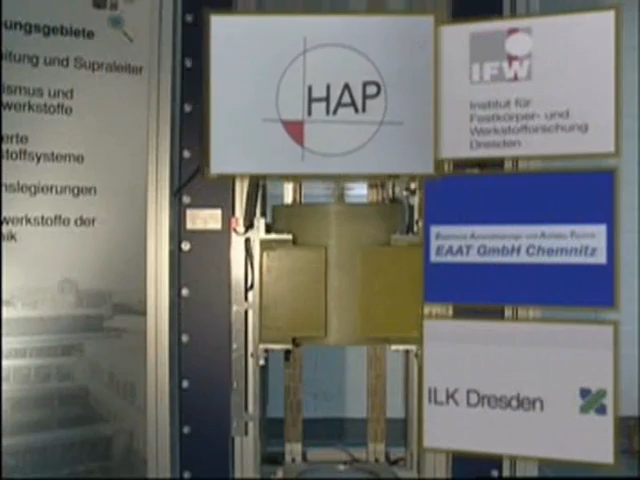 ungsgebiete
eitung und Supraleiter
ismus und
werkstoffe
erte
stoffsysteme
nslegierungen
werkstoffe der
ik
HAP
IFW
Institut für
Festkörper- und
Werkstoffforschung
Dresden
EAAT GmbH Chemnitz
ILK Dresden